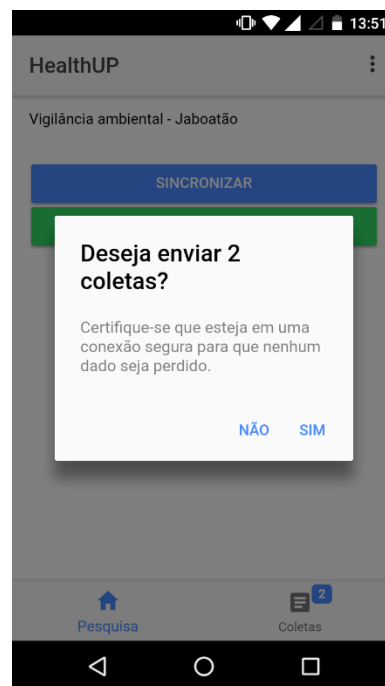 13:51
HealthUP
Vigilância ambiental - Jaboatão
SINCRONIZAR
Deseja enviar 2
coletas?
Certifique-se que esteja em uma
conexão segura para que nenhum
dado seja perdido.
NÃO SIM
2
Pesquisa Coletas